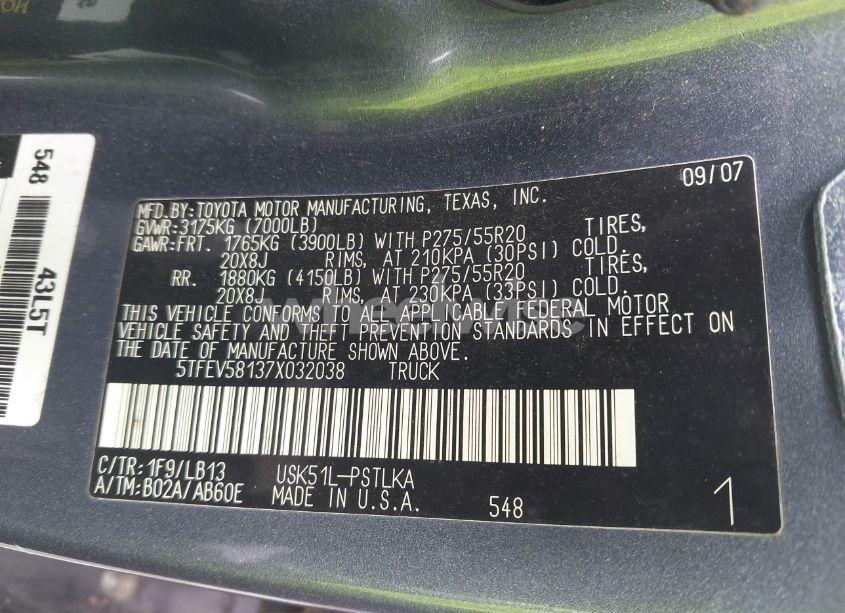 09/07
MFD.BY:TOYOTA MOTOR MANUFACTURING, TEXAS, INC.
GVWR:3175KG (7000LB)
GAWR:FRT. 1765KG (3900LB) WITH P275/55R20 TIRES,
20X8J RIMS, AT 210KPA (30PSI) COLD.
RR. 1880KG (4150LB) WITH P275/55R20 TIRES,
20X8J RIMS, AT 230KPA (33PSI) COLD.
THIS VEHICLE CONFORMS TO ALL APPLICABLE FEDERAL MOTOR
VEHICLE SAFETY AND THEFT PREVENTION STANDARDS IN EFFECT ON
THE DATE OF MANUFACTURE SHOWN ABOVE.
5TFEV58137X032038 TRUCK
C/TR:1F9/LB13 USK51L-PSTLKA
A/TM:B02A/AB60E MADE IN U.S.A. 548 1
548 43L5T